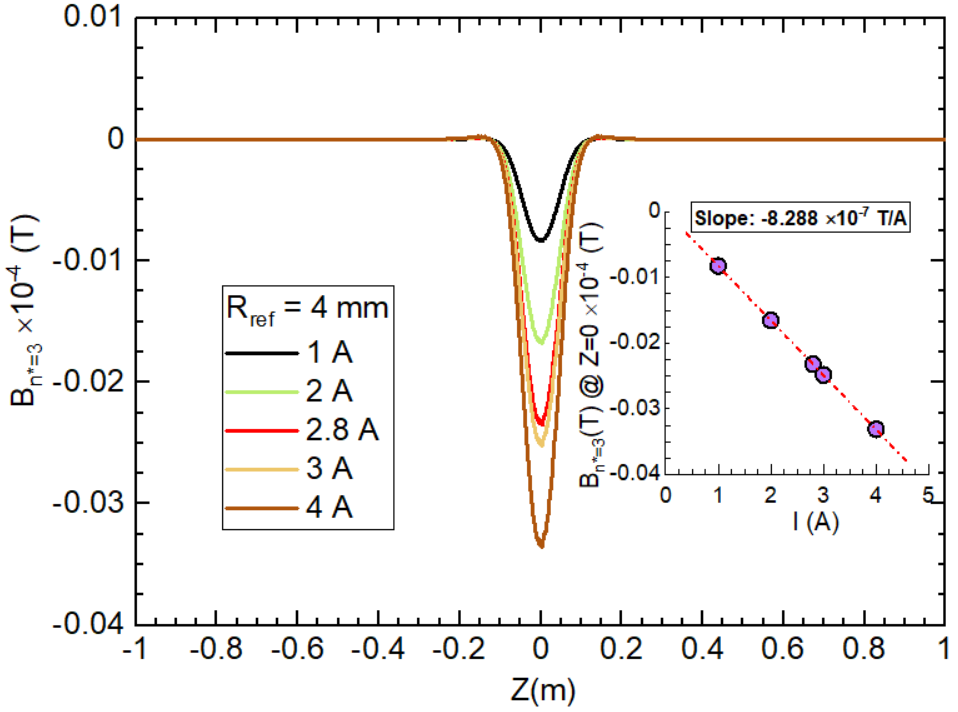 0.01
0
-0.01
-0.02
-0.03
-0.04
B_{n*=3} ×10^{-4} (T)
-1
-0.8
-0.6
-0.4
-0.2
0
0.2
0.4
0.6
0.8
1
Z(m)
R_{ref} = 4 mm
1 A
2 A
2.8 A
3 A
4 A
Slope: -8.288 ×10^{-7} T/A
0
-0.01
-0.02
-0.03
-0.04
B_{n*=3}(T) @ Z=0 ×10^{-4} (T)
0
1
2
3
4
5
I (A)